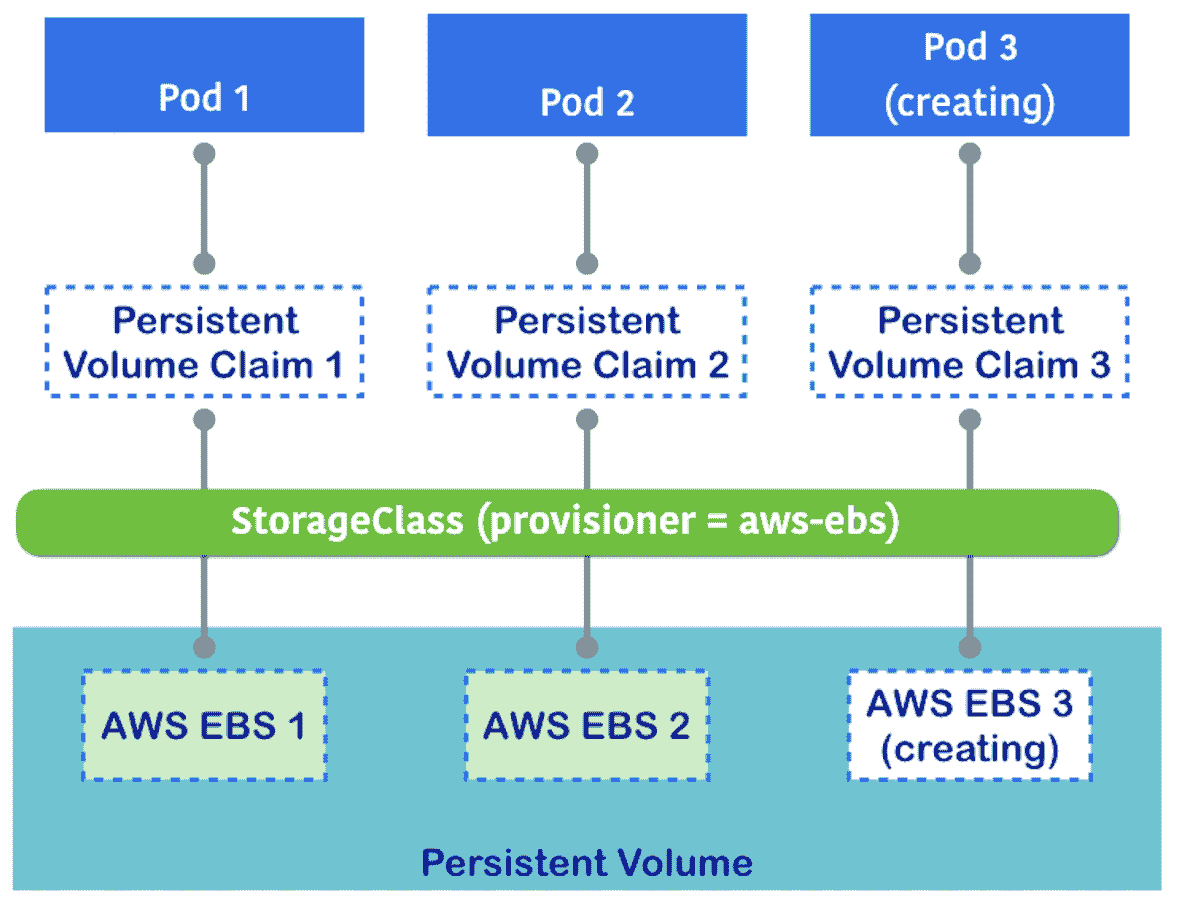 Pod 1
Pod 2
Pod 3
(creating)
Persistent
Volume Claim 1
Persistent
Volume Claim 2
Persistent
Volume Claim 3
StorageClass (provisioner = aws-ebs)
AWS EBS 1
AWS EBS 2
AWS EBS 3
(creating)
Persistent Volume